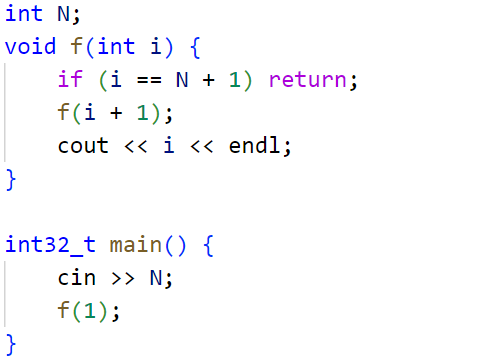 int N;
void f(int i) {
    if (i == N + 1) return;
    f(i + 1);
    cout << i << endl;
}

int32_t main() {
    cin >> N;
    f(1);
}